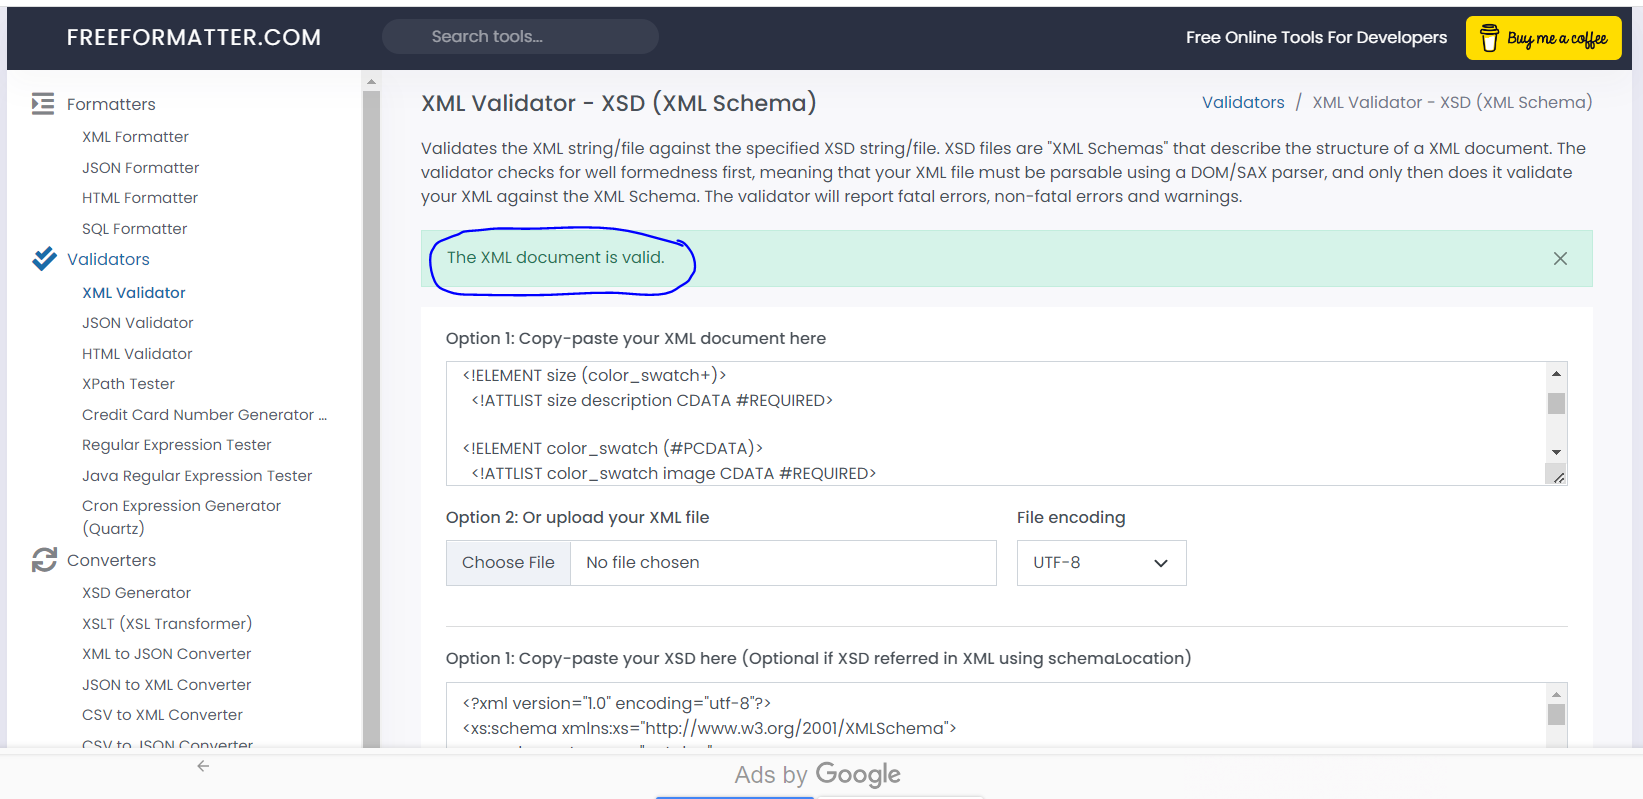 FREEFORMATTER.COM
Search tools...
Free Online Tools For Developers
Buy me a coffee
Formatters
XML Formatter
JSON Formatter
HTML Formatter
SQL Formatter
Validators
XML Validator
JSON Validator
HTML Validator
XPath Tester
Credit Card Number Generator ...
Regular Expression Tester
Java Regular Expression Tester
Cron Expression Generator
(Quartz)
Converters
XSD Generator
XSLT (XSL Transformer)
XML to JSON Converter
JSON to XML Converter
CSV to XML Converter
CSV to JSON Converter
XML Validator - XSD (XML Schema)
Validators / XML Validator - XSD (XML Schema)
Validates the XML string/file against the specified XSD string/file. XSD files are "XML Schemas" that describe the structure of a XML document. The
validator checks for well formedness first, meaning that your XML file must be parsable using a DOM/SAX parser, and only then does it validate
your XML against the XML Schema. The validator will report fatal errors, non-fatal errors and warnings.
The XML document is valid.
Option 1: Copy-paste your XML document here
<!ELEMENT size (color_swatch+)>
<!ATTLIST size description CDATA #REQUIRED>
<!ELEMENT color_swatch (#PCDATA)>
<!ATTLIST color_swatch image CDATA #REQUIRED>
Option 2: Or upload your XML file
File encoding
Choose File
No file chosen
UTF-8
Option 1: Copy-paste your XSD here (Optional if XSD referred in XML using schemaLocation)
<?xml version="1.0" encoding="utf-8"?>
<xs:schema xmlns:xs="http://www.w3.org/2001/XMLSchema">
Ads by Google